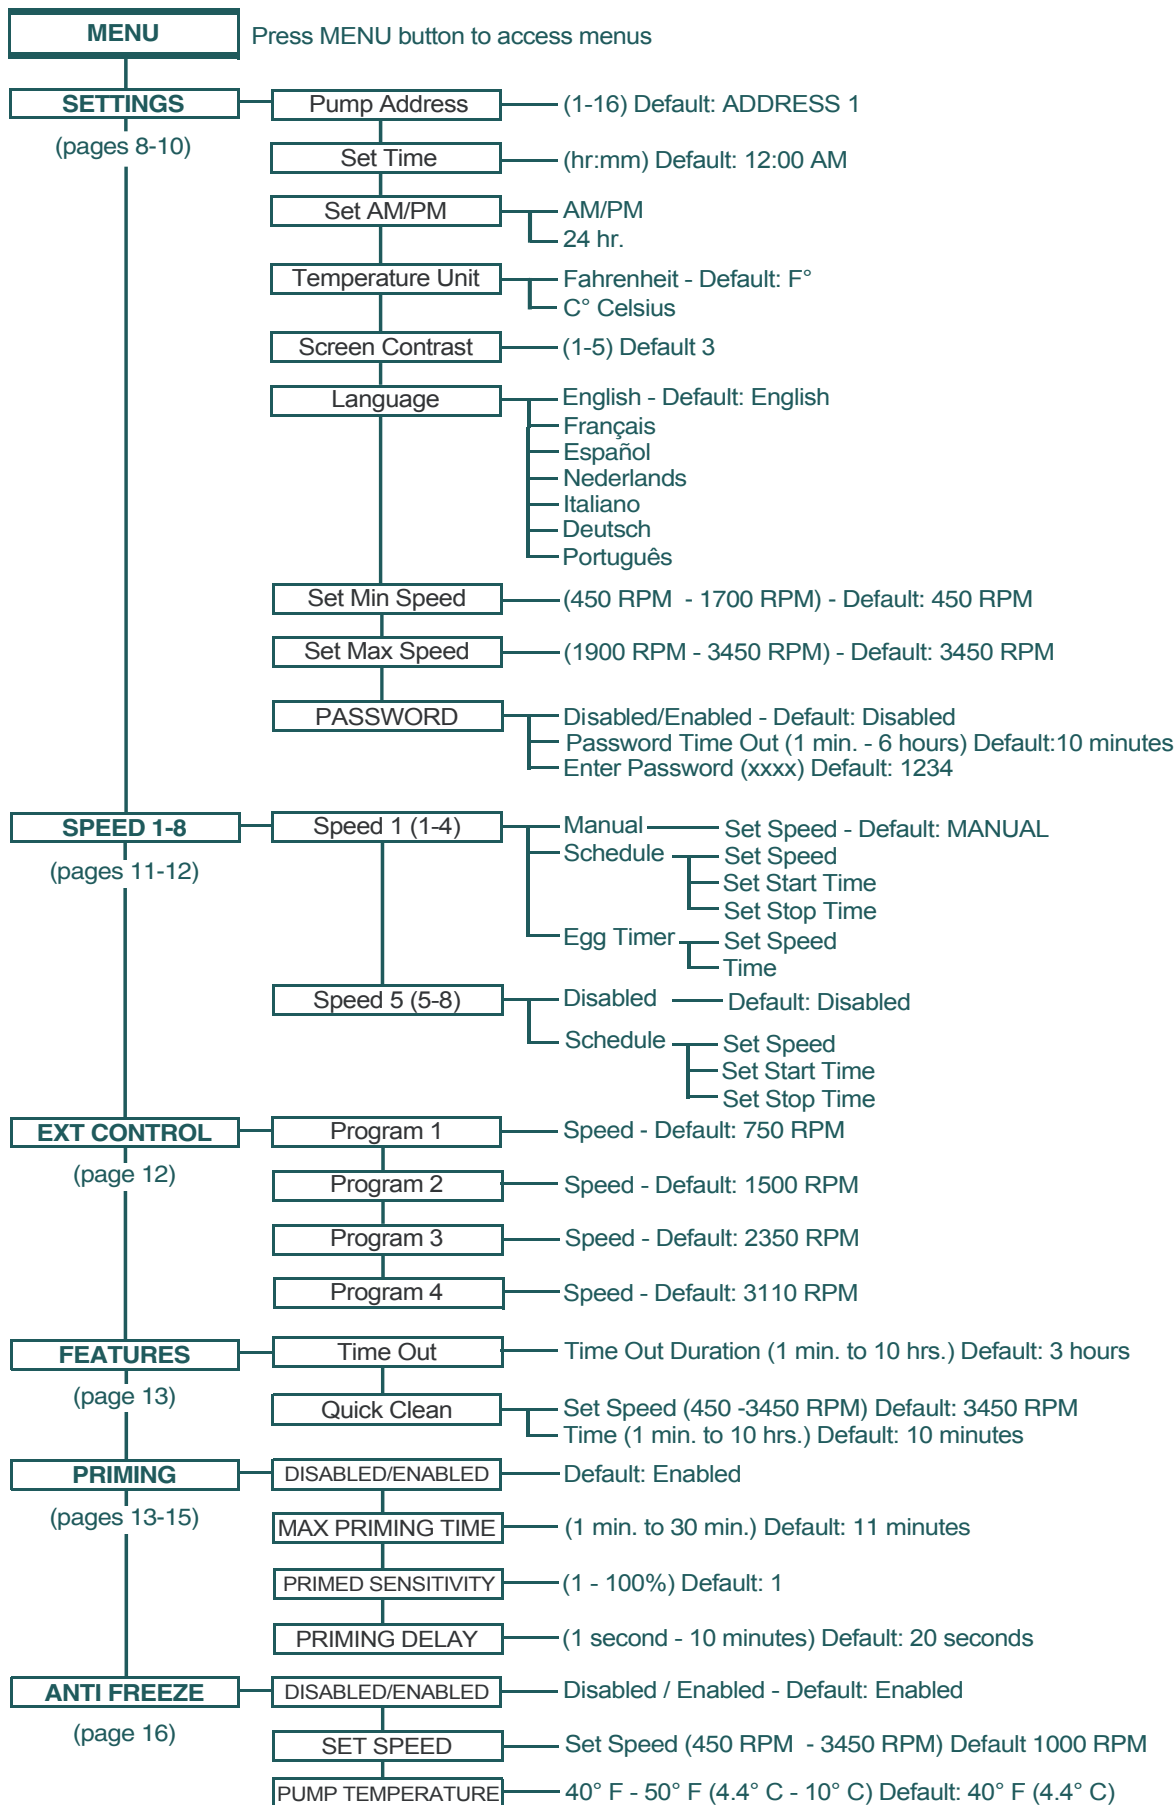 MENU
Press MENU button to access menus
SETTINGS
(pages 8-10)
Pump Address
(1-16) Default: ADDRESS 1
Set Time
(hr:mm) Default: 12:00 AM
Set AM/PM
AM/PM
24 hr.
Temperature Unit
Fahrenheit - Default: F°
C° Celsius
Screen Contrast
(1-5) Default 3
Language
English - Default: English
Français
Español
Nederlands
Italiano
Deutsch
Português
Set Min Speed
(450 RPM - 1700 RPM) - Default: 450 RPM
Set Max Speed
(1900 RPM - 3450 RPM) - Default: 3450 RPM
PASSWORD
Disabled/Enabled - Default: Disabled
Password Time Out (1 min. - 6 hours) Default:10 minutes
Enter Password (xxxx) Default: 1234
SPEED 1-8
(pages 11-12)
Speed 1 (1-4)
Manual
Set Speed - Default: MANUAL
Schedule
Set Speed
Set Start Time
Set Stop Time
Egg Timer
Set Speed
Time
Speed 5 (5-8)
Disabled
Default: Disabled
Schedule
Set Speed
Set Start Time
Set Stop Time
EXT CONTROL
(page 12)
Program 1
Speed - Default: 750 RPM
Program 2
Speed - Default: 1500 RPM
Program 3
Speed - Default: 2350 RPM
Program 4
Speed - Default: 3110 RPM
FEATURES
(page 13)
Time Out
Time Out Duration (1 min. to 10 hrs.) Default: 3 hours
Quick Clean
Set Speed (450 -3450 RPM) Default: 3450 RPM
Time (1 min. to 10 hrs.) Default: 10 minutes
PRIMING
(pages 13-15)
DISABLED/ENABLED
Default: Enabled
MAX PRIMING TIME
(1 min. to 30 min.) Default: 11 minutes
PRIMED SENSITIVITY
(1 - 100%) Default: 1
PRIMING DELAY
(1 second - 10 minutes) Default: 20 seconds
ANTI FREEZE
(page 16)
DISABLED/ENABLED
Disabled / Enabled - Default: Enabled
SET SPEED
Set Speed (450 RPM - 3450 RPM) Default 1000 RPM
PUMP TEMPERATURE
40° F - 50° F (4.4° C - 10° C) Default: 40° F (4.4° C)